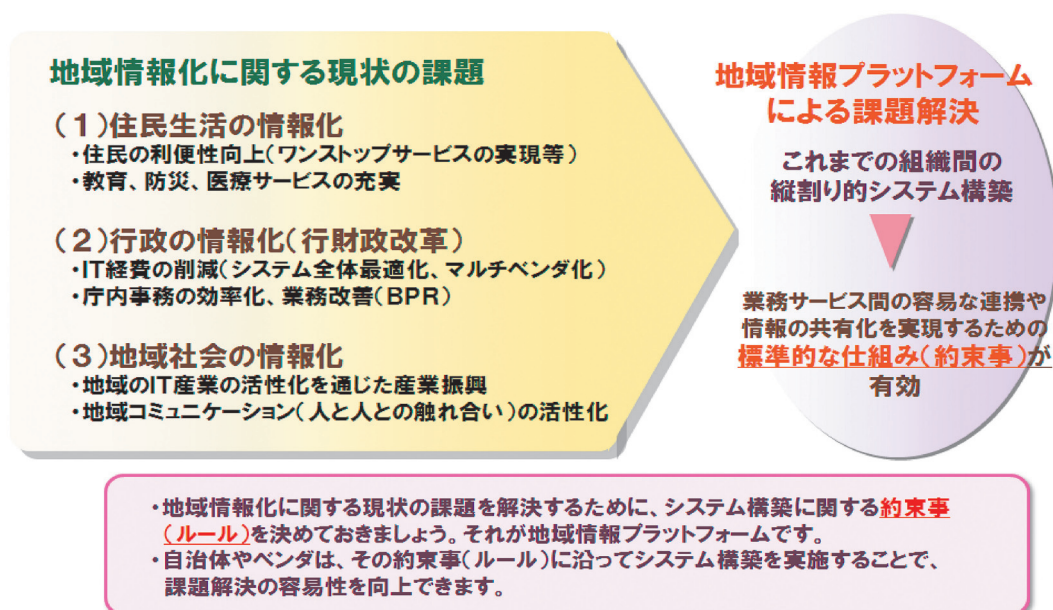 地域情報化に関する現状の課題
(1)住民生活の情報化
・住民の利便性向上(ワンストップサービスの実現等)
・教育、防災、医療サービスの充実
(2)行政の情報化(行財政改革)
・IT経費の削減(システム全体最適化、マルチベンダ化)
・庁内事務の効率化、業務改善(BPR)
(3)地域社会の情報化
・地域のIT産業の活性化を通じた産業振興
・地域コミュニケーション(人と人との触れ合い)の活性化
地域情報プラットフォーム
による課題解決
これまでの組織間の
縦割り的システム構築
業務サービス間の容易な連携や
情報の共有化を実現するための
標準的な仕組み(約束事)が
有効
・地域情報化に関する現状の課題を解決するために、システム構築に関する約束事
(ルール)を決めておきましょう。それが地域情報プラットフォームです。
・自治体やベンダは、その約束事(ルール)に沿ってシステム構築を実施することで、
課題解決の容易性を向上できます。